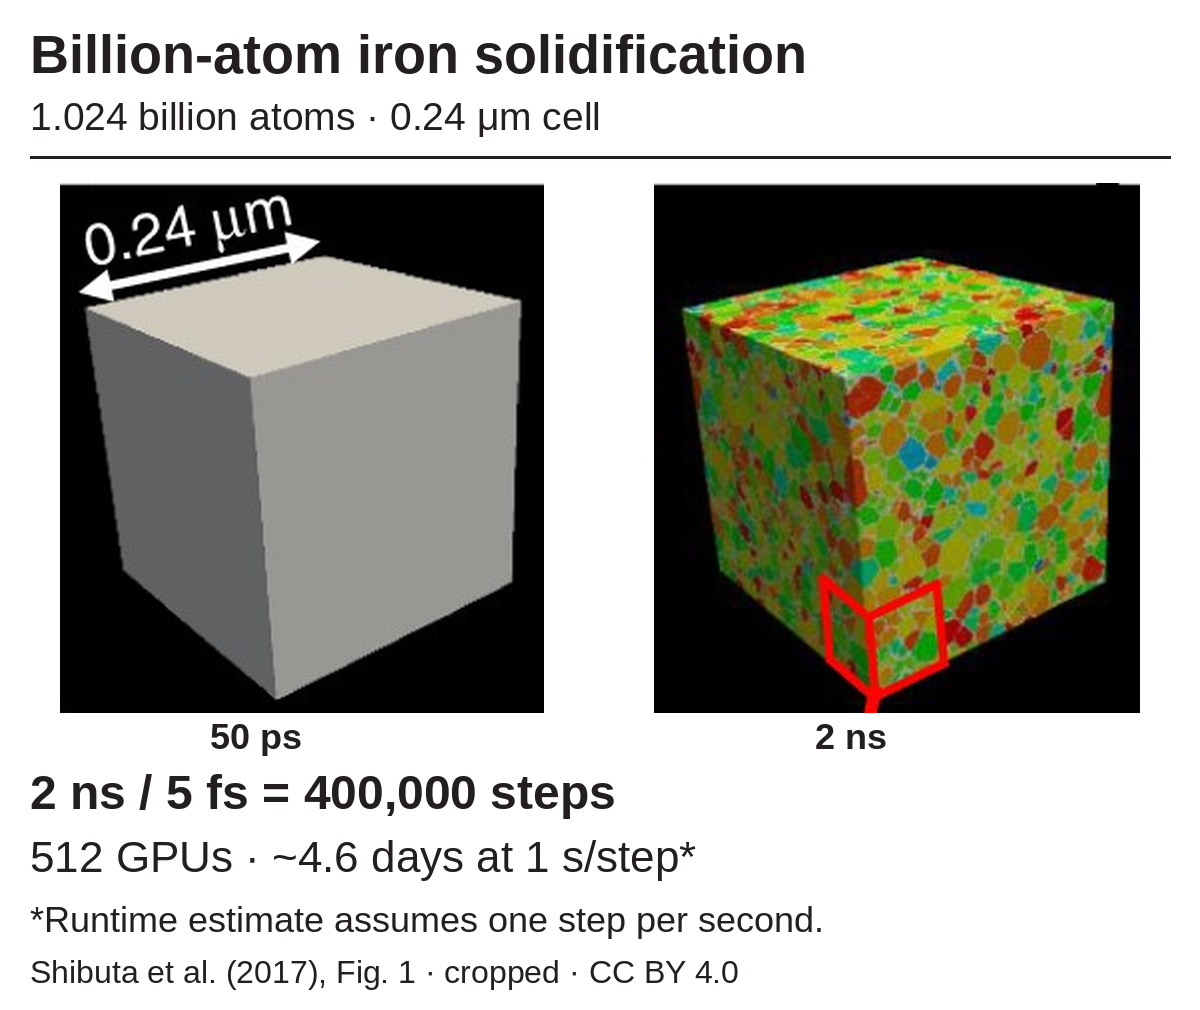 Billion-atom iron solidification
1.024 billion atoms · 0.24 μm cell
0.24 μm
50 ps
2 ns
2 ns / 5 fs = 400,000 steps
512 GPUs · ~4.6 days at 1 s/step*
*Runtime estimate assumes one step per second.
Shibuta et al. (2017), Fig. 1 · cropped · CC BY 4.0